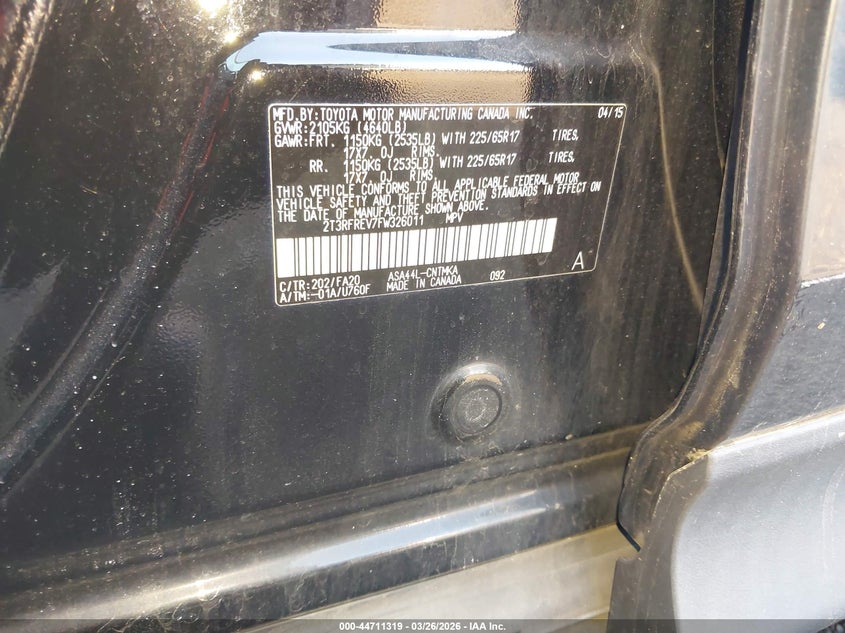 MFD.BY:TOYOTA MOTOR MANUFACTURING CANADA INC. 04/15
GVWR:2105KG (4640LB)
GAWR:FRT. 1150KG (2535LB) WITH 225/65R17 TIRES,
17X7.0J RIMS
RR. 1150KG (2535LB) WITH 225/65R17 TIRES,
17X7.0J RIMS
THIS VEHICLE CONFORMS TO ALL APPLICABLE FEDERAL MOTOR
VEHICLE SAFETY AND THEFT PREVENTION STANDARDS IN EFFECT ON
THE DATE OF MANUFACTURE SHOWN ABOVE.
2T3RFREV7FW326011 MPV
C/TR:202/FA20 ASA44L-CNTMKA 092 A
A/TM:-01A/U760F MADE IN CANADA
000-44711319 | 03/26/2026 – IAA Inc.